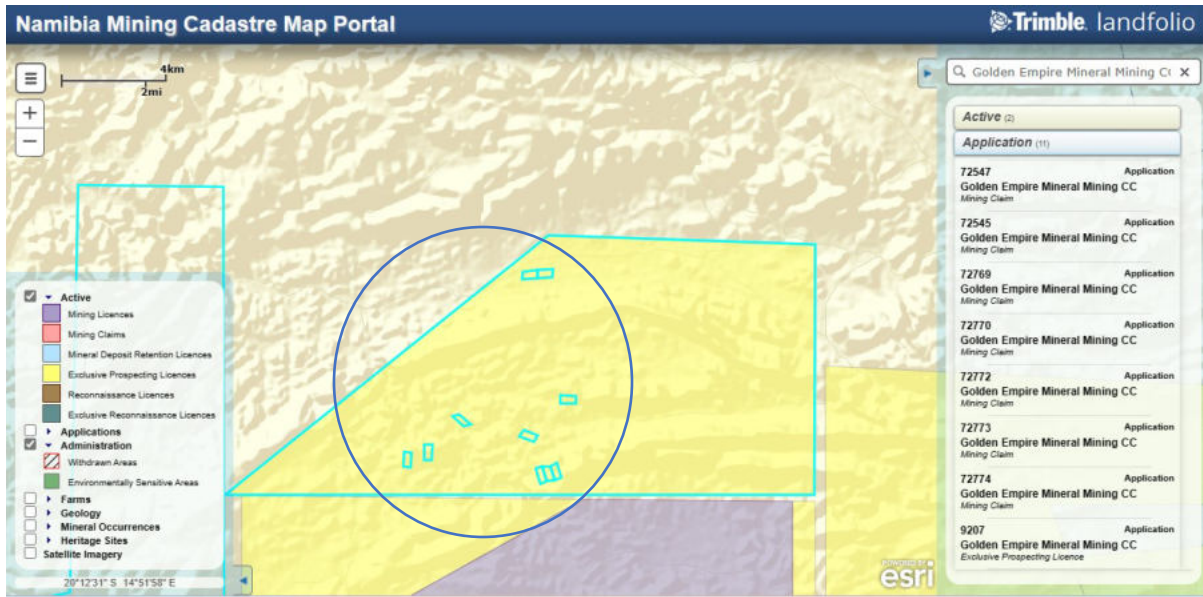 Namibia Mining Cadastre Map Portal
Trimble. landfolio
4km
2mi
Golden Empire Mineral Mining C
Active (2)
Application (11)
72547 Application
Golden Empire Mineral Mining CC
Mining Claim
72545 Application
Golden Empire Mineral Mining CC
Mining Claim
72769 Application
Golden Empire Mineral Mining CC
Mining Claim
72770 Application
Golden Empire Mineral Mining CC
Mining Claim
72772 Application
Golden Empire Mineral Mining CC
Mining Claim
72773 Application
Golden Empire Mineral Mining CC
Mining Claim
72774 Application
Golden Empire Mineral Mining CC
Mining Claim
9207 Application
Golden Empire Mineral Mining CC
Exclusive Prospecting Licence
Active
Mining Licences
Mining Claims
Mineral Deposit Retention Licences
Exclusive Prospecting Licences
Reconnaissance Licences
Exclusive Reconnaissance Licences
Applications
Administration
Withdrawn Areas
Environmentally Sensitive Areas
Farms
Geology
Mineral Occurrences
Heritage Sites
Satellite Imagery
20°12'31" S 14°51'58" E
POWERED BY
esri